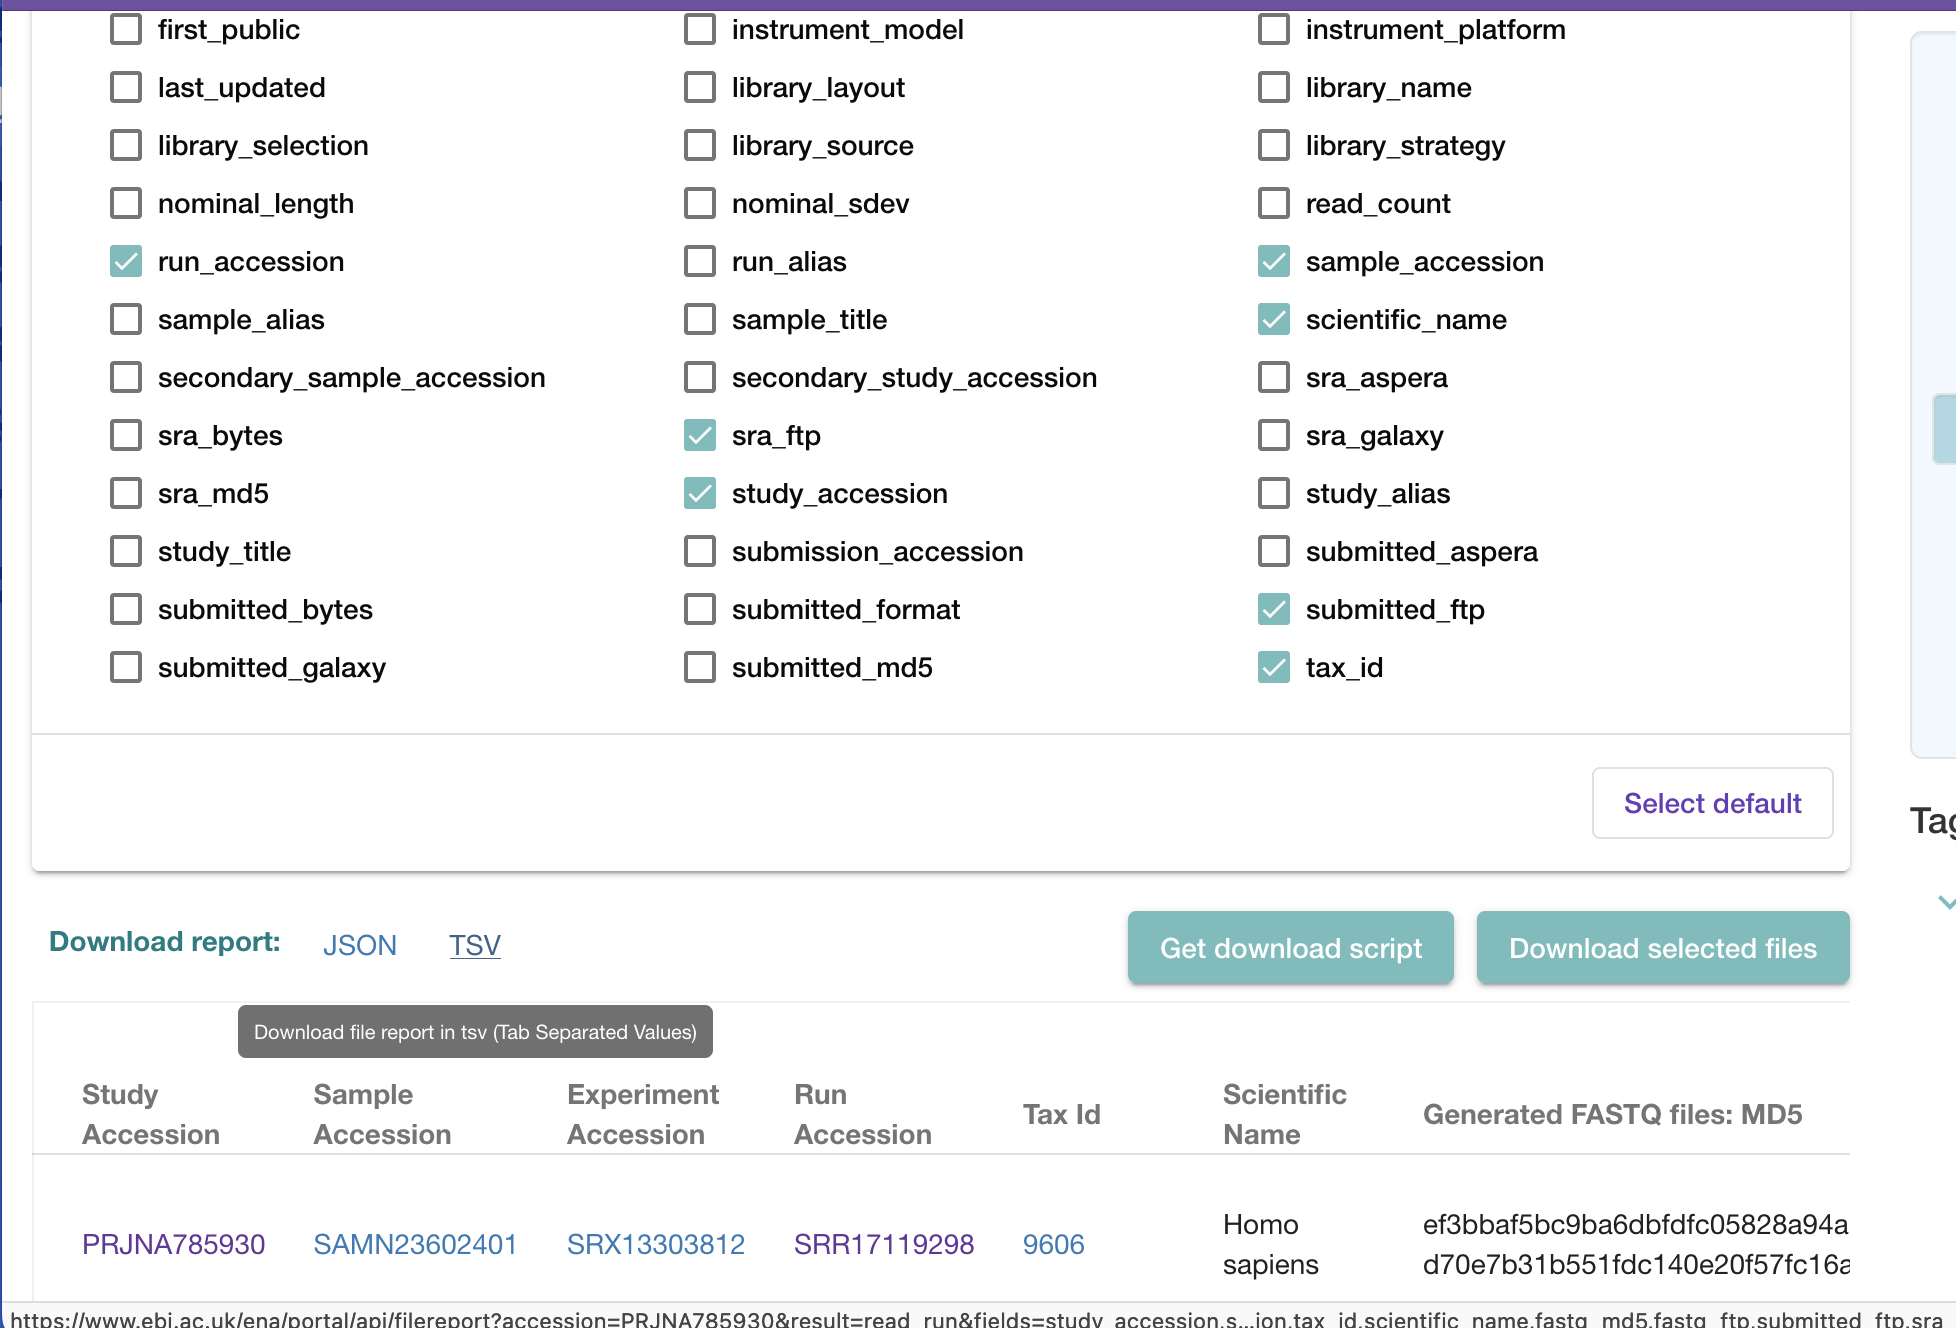 first_public instrument_model instrument_platform
last_updated library_layout library_name
library_selection library_source library_strategy
nominal_length nominal_sdev read_count
run_accession run_alias sample_accession
sample_alias sample_title scientific_name
secondary_sample_accession secondary_study_accession sra_aspera
sra_bytes sra_ftp sra_galaxy
sra_md5 study_accession study_alias
study_title submission_accession submitted_aspera
submitted_bytes submitted_format submitted_ftp
submitted_galaxy submitted_md5 tax_id
Select default
Tag
Download report: JSON TSV Get download script Download selected files
Download file report in tsv (Tab Separated Values)
Study Accession Sample Accession Experiment Accession Run Accession Tax Id Scientific Name Generated FASTQ files: MD5
PRJNA785930 SAMN23602401 SRX13303812 SRR17119298 9606 Homo sapiens ef3bbaf5bc9ba6dbfdfc05828a94a
d70e7b31b551fdc140e20f57fc16a
https://www.ebi.ac.uk/ena/portal/api/filereport?accession=PRJNA785930&result=read_run&fields=study_accession,s...ion,tax_id,scientific_name,fastq_md5,fastq_ftp,submitted_ftp,sra